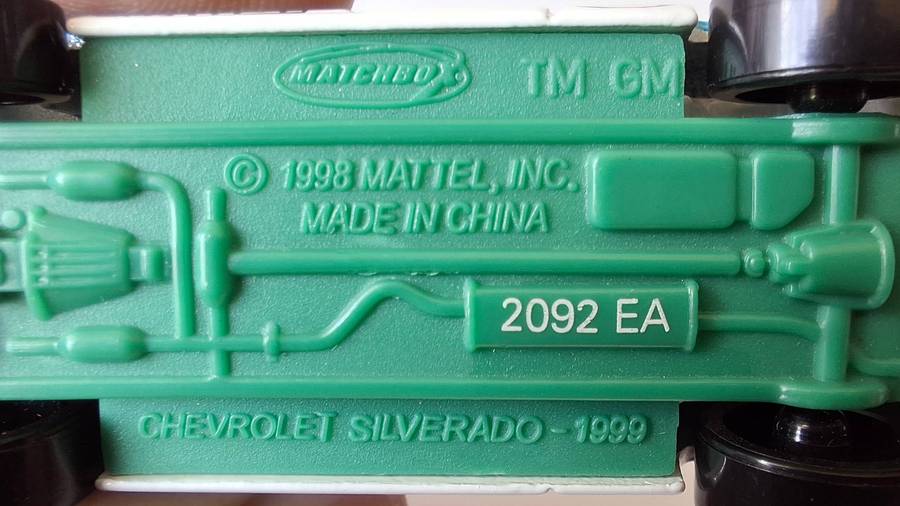 MATCHBOX TM GM
© 1998 MATTEL, INC.
MADE IN CHINA
2092 EA
CHEVROLET SILVERADO - 1999